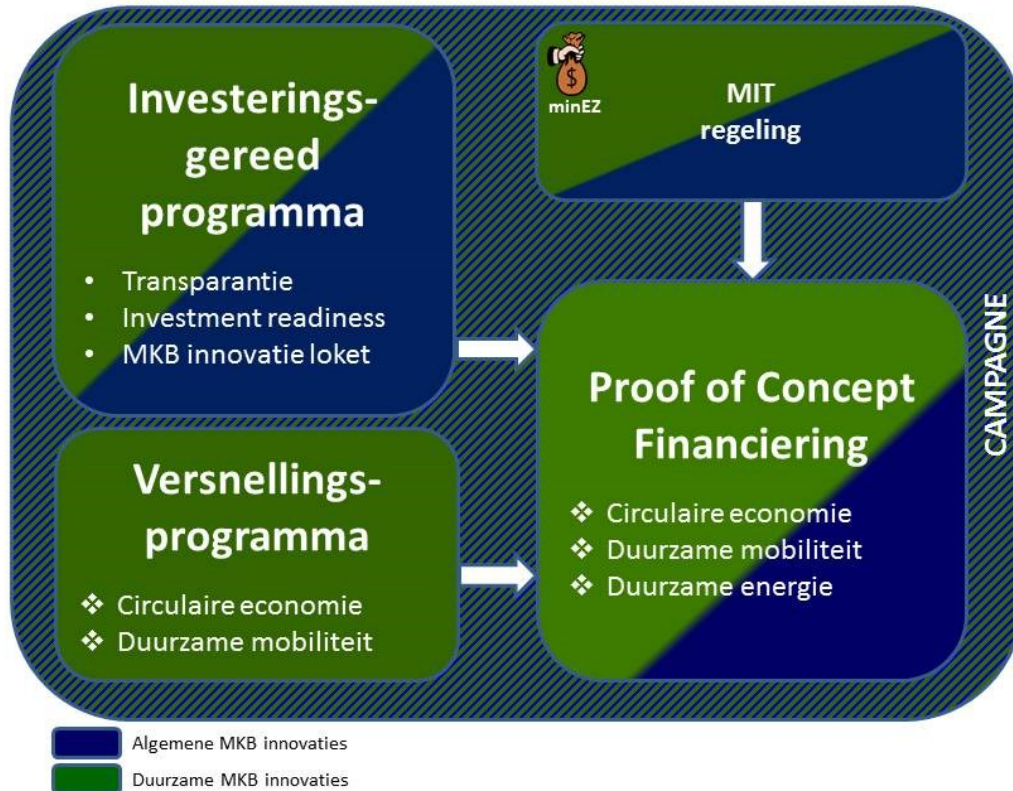 Investerings-
gereed
programma
• Transparantie
• Investment readiness
• MKB innovatie loket
$
minEZ
MIT
regeling
Versnellings-
programma
❖ Circulaire economie
❖ Duurzame mobiliteit
Proof of Concept
Financiering
❖ Circulaire economie
❖ Duurzame mobiliteit
❖ Duurzame energie
CAMPAGNE
Algemene MKB innovaties
Duurzame MKB innovaties